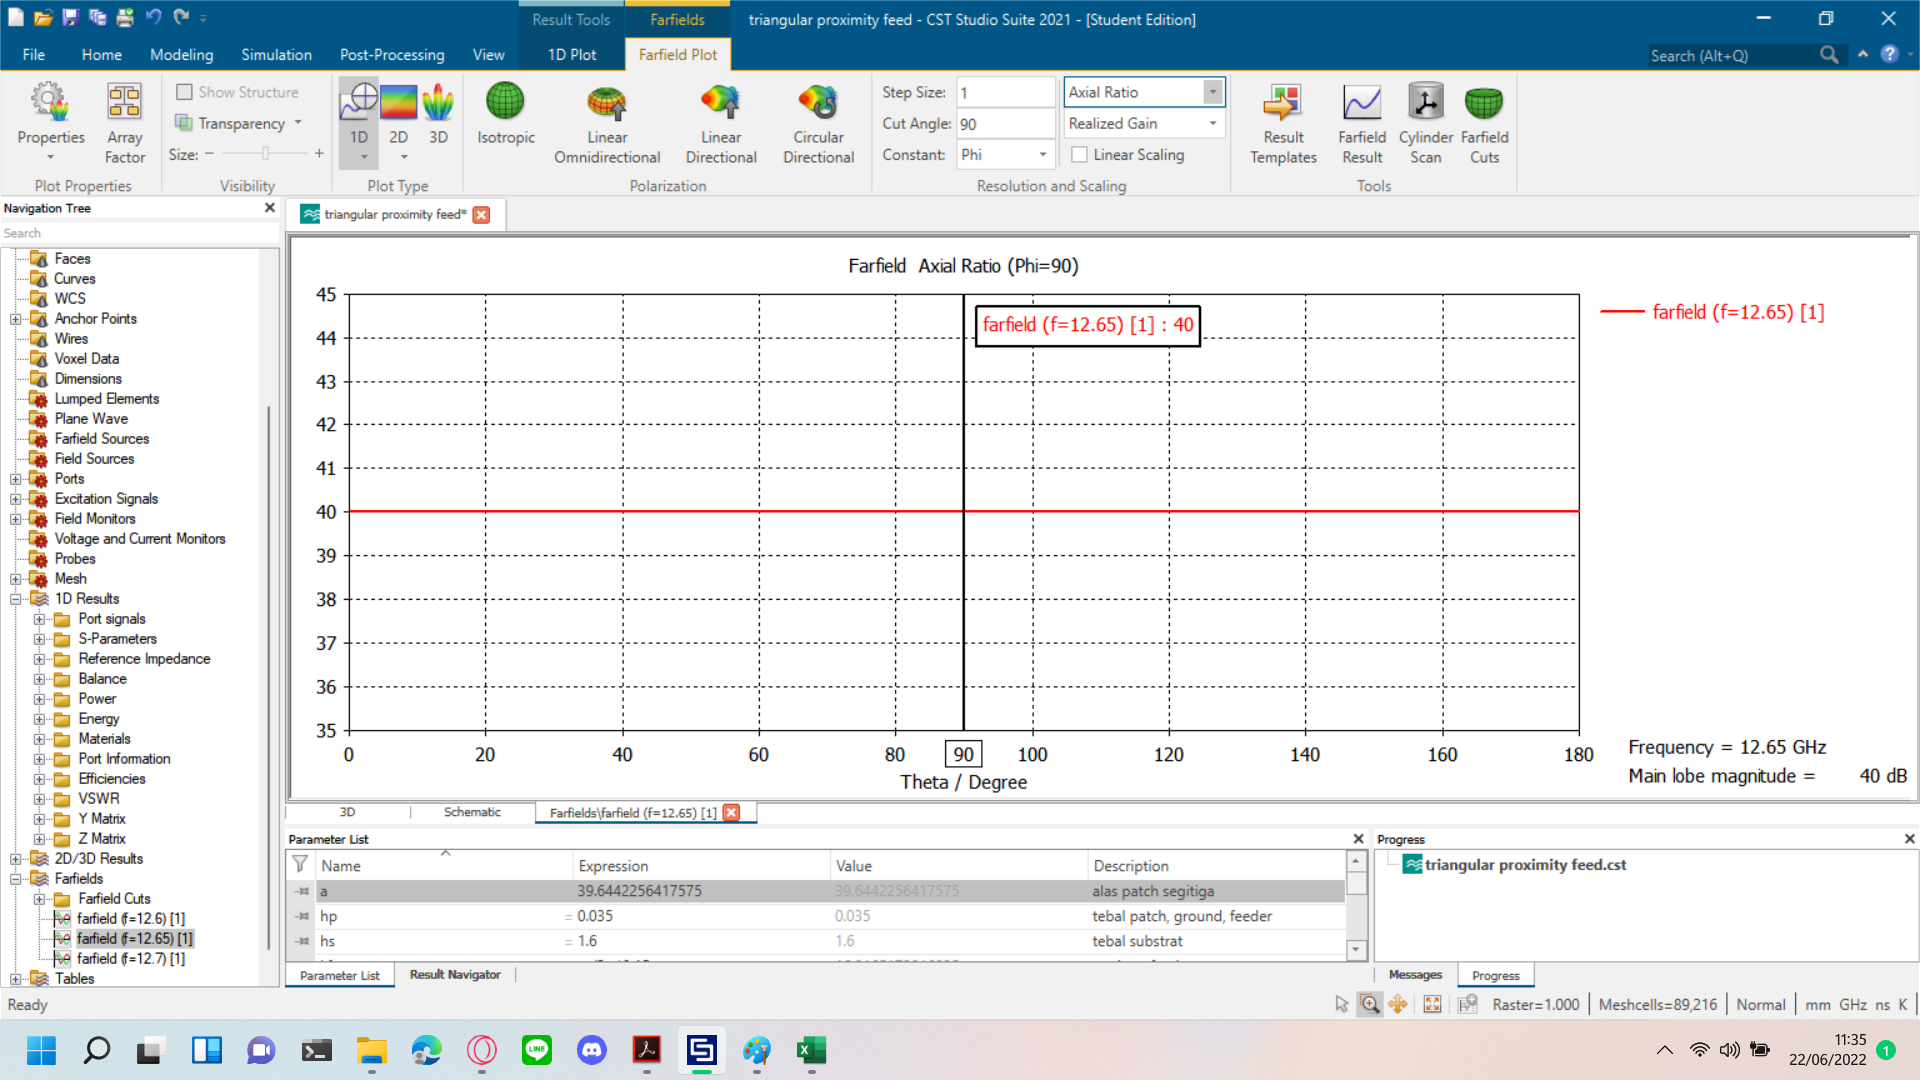 Result Tools
Farfields
triangular proximity feed - CST Studio Suite 2021 - [Student Edition]
File
Home
Modeling
Simulation
Post-Processing
View
1D Plot
Farfield Plot
Search (Alt+Q)
Properties
Array Factor
Plot Properties
Show Structure
Transparency
Size:
Visibility
1D
2D
3D
Plot Type
Isotropic
Linear Omnidirectional
Linear Directional
Circular Directional
Polarization
Step Size: 1
Cut Angle: 90
Constant: Phi
Axial Ratio
Realized Gain
Linear Scaling
Resolution and Scaling
Result Templates
Farfield Result
Cylinder Scan
Farfield Cuts
Tools
Navigation Tree
Search
Faces
Curves
WCS
Anchor Points
Wires
Voxel Data
Dimensions
Lumped Elements
Plane Wave
Farfield Sources
Field Sources
Ports
Excitation Signals
Field Monitors
Voltage and Current Monitors
Probes
Mesh
1D Results
Port signals
S-Parameters
Reference Impedance
Balance
Power
Energy
Materials
Port Information
Efficiencies
VSWR
Y Matrix
Z Matrix
2D/3D Results
Farfields
Farfield Cuts
farfield (f=12.6) [1]
farfield (f=12.65) [1]
farfield (f=12.7) [1]
Tables
triangular proximity feed*
Farfield Axial Ratio (Phi=90)
45
44
43
42
41
40
39
38
37
36
35
farfield (f=12.65) [1] : 40
0 20 40 60 80 90 100 120 140 160 180
Theta / Degree
farfield (f=12.65) [1]
Frequency = 12.65 GHz
Main lobe magnitude = 40 dB
3D
Schematic
Farfields\farfield (f=12.65) [1]
Parameter List
Name Expression Value Description
a 39.6442256417575 39.6442256417575 alas patch segitiga
hp = 0.035 0.035 tebal patch, ground, feeder
hs = 1.6 1.6 tebal substrat
Parameter List
Result Navigator
Progress
triangular proximity feed.cst
Messages
Progress
Ready
Raster=1.000
Meshcells=89,216
Normal
mm GHz ns K
LINE
11:35
22/06/2022
1